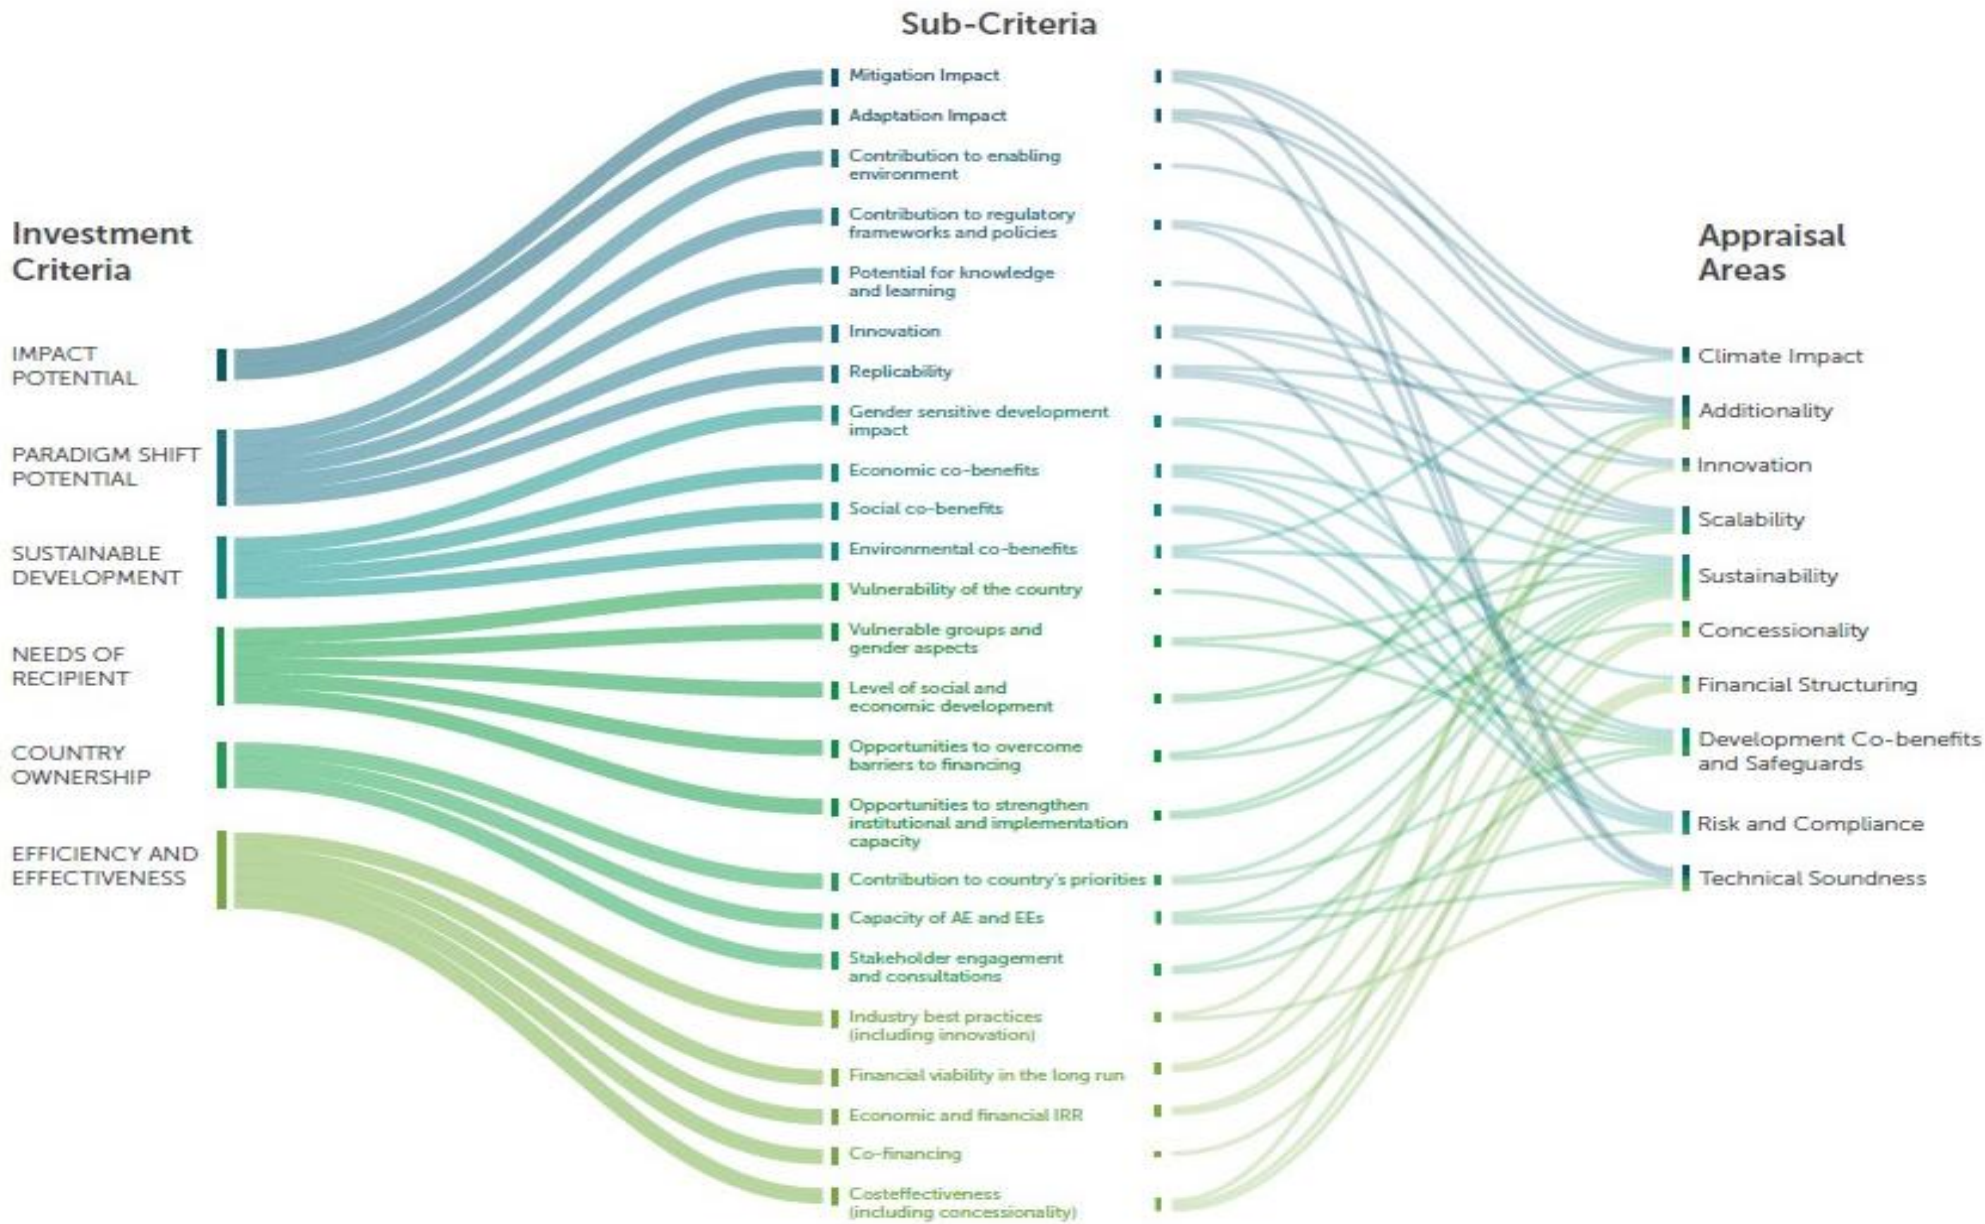 Sub-Criteria
Investment
Criteria
IMPACT
POTENTIAL
PARADIGM SHIFT
POTENTIAL
SUSTAINABLE
DEVELOPMENT
NEEDS OF
RECIPIENT
COUNTRY
OWNERSHIP
EFFICIENCY AND
EFFECTIVENESS
Mitigation Impact
Adaptation Impact
Contribution to enabling
environment
Contribution to regulatory
frameworks and policies
Potential for knowledge
and learning
Innovation
Replicability
Gender sensitive development
impact
Economic co-benefits
Social co-benefits
Environmental co-benefits
Vulnerability of the country
Vulnerable groups and
gender aspects
Level of social and
economic development
Opportunities to overcome
barriers to financing
Opportunities to strengthen
institutional and implementation
capacity
Contribution to country's priorities
Capacity of AE and EEs
Stakeholder engagement
and consultations
Industry best practices
(including innovation)
Financial viability in the long run
Economic and financial IRR
Co-financing
Costeffectiveness
(including concessionality)
Appraisal
Areas
Climate Impact
Additionality
Innovation
Scalability
Sustainability
Concessionality
Financial Structuring
Development Co-benefits
and Safeguards
Risk and Compliance
Technical Soundness